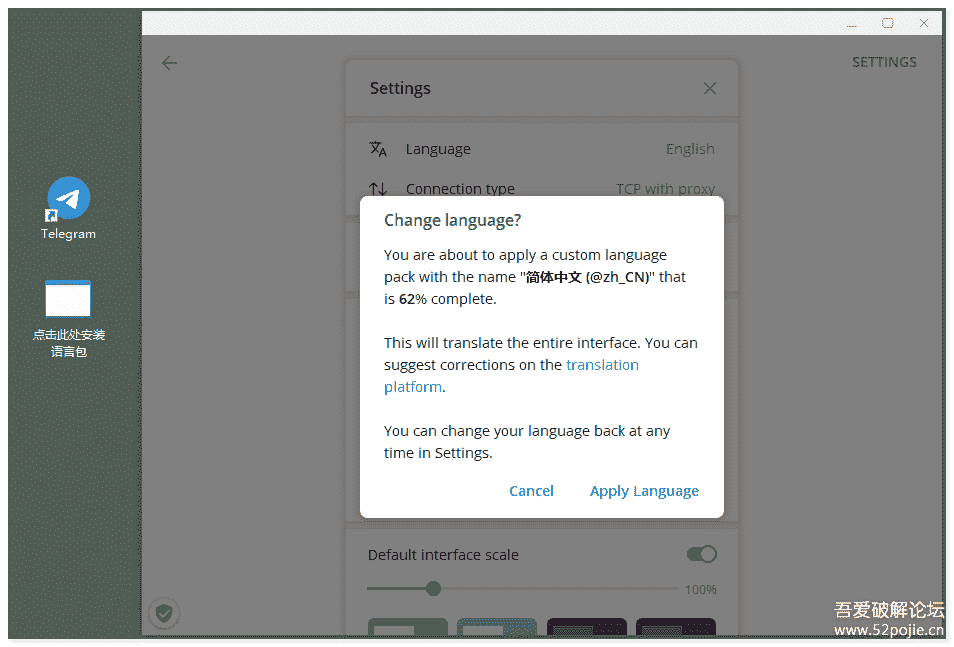 SETTINGS
Settings
Language
English
Connection type
TCP with proxy
Telegram
点击此处安装
语言包
Change language?
You are about to apply a custom language
pack with the name "简体中文 (@zh_CN)" that
is 62% complete.
This will translate the entire interface. You can
suggest corrections on the translation
platform.
You can change your language back at any
time in Settings.
Cancel
Apply Language
Default interface scale
100%
吾爱破解论坛
www.52pojie.cn